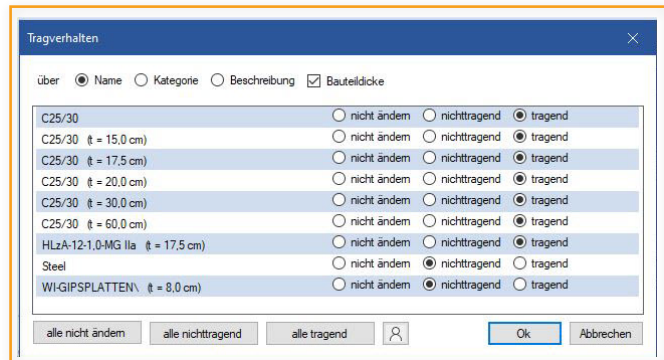 Tragverhalten
über Name Kategorie Beschreibung Bauteildicke
C25/30 nicht ändern nichttragend tragend
C25/30 (t = 15,0 cm) nicht ändern nichttragend tragend
C25/30 (t = 17,5 cm) nicht ändern nichttragend tragend
C25/30 (t = 20,0 cm) nicht ändern nichttragend tragend
C25/30 (t = 30,0 cm) nicht ändern nichttragend tragend
C25/30 (t = 60,0 cm) nicht ändern nichttragend tragend
HLzA-12-1,0-MG IIa (t = 17,5 cm) nicht ändern nichttragend tragend
Steel nicht ändern nichttragend tragend
WI-GIPSPLATTEN\ (t = 8,0 cm) nicht ändern nichttragend tragend
alle nicht ändern alle nichttragend alle tragend Ok Abbrechen